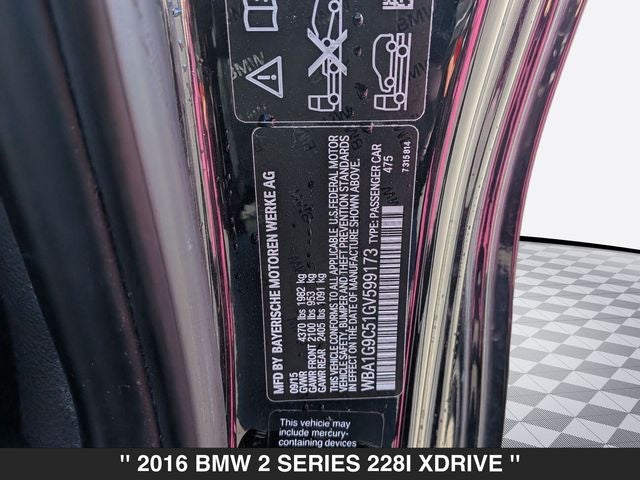 BMW
BMW
MFD BY BAYERISCHE MOTOREN WERKE AG
09/15
GVWR 4370 lbs 1982 kg
GAWR FRONT 2100 lbs 953 kg
GAWR REAR 2405 lbs 1091 kg
THIS VEHICLE CONFORMS TO ALL APPLICABLE U.S. FEDERAL MOTOR
VEHICLE SAFETY, BUMPER, AND THEFT PREVENTION STANDARDS
IN EFFECT ON THE DATE OF MANUFACTURE SHOWN ABOVE.
WBA1G9C51GV599173 TYPE: PASSENGER CAR
475
7 315 814
This vehicle may
include mercury-
containing devices
" 2016 BMW 2 SERIES 228I XDRIVE "